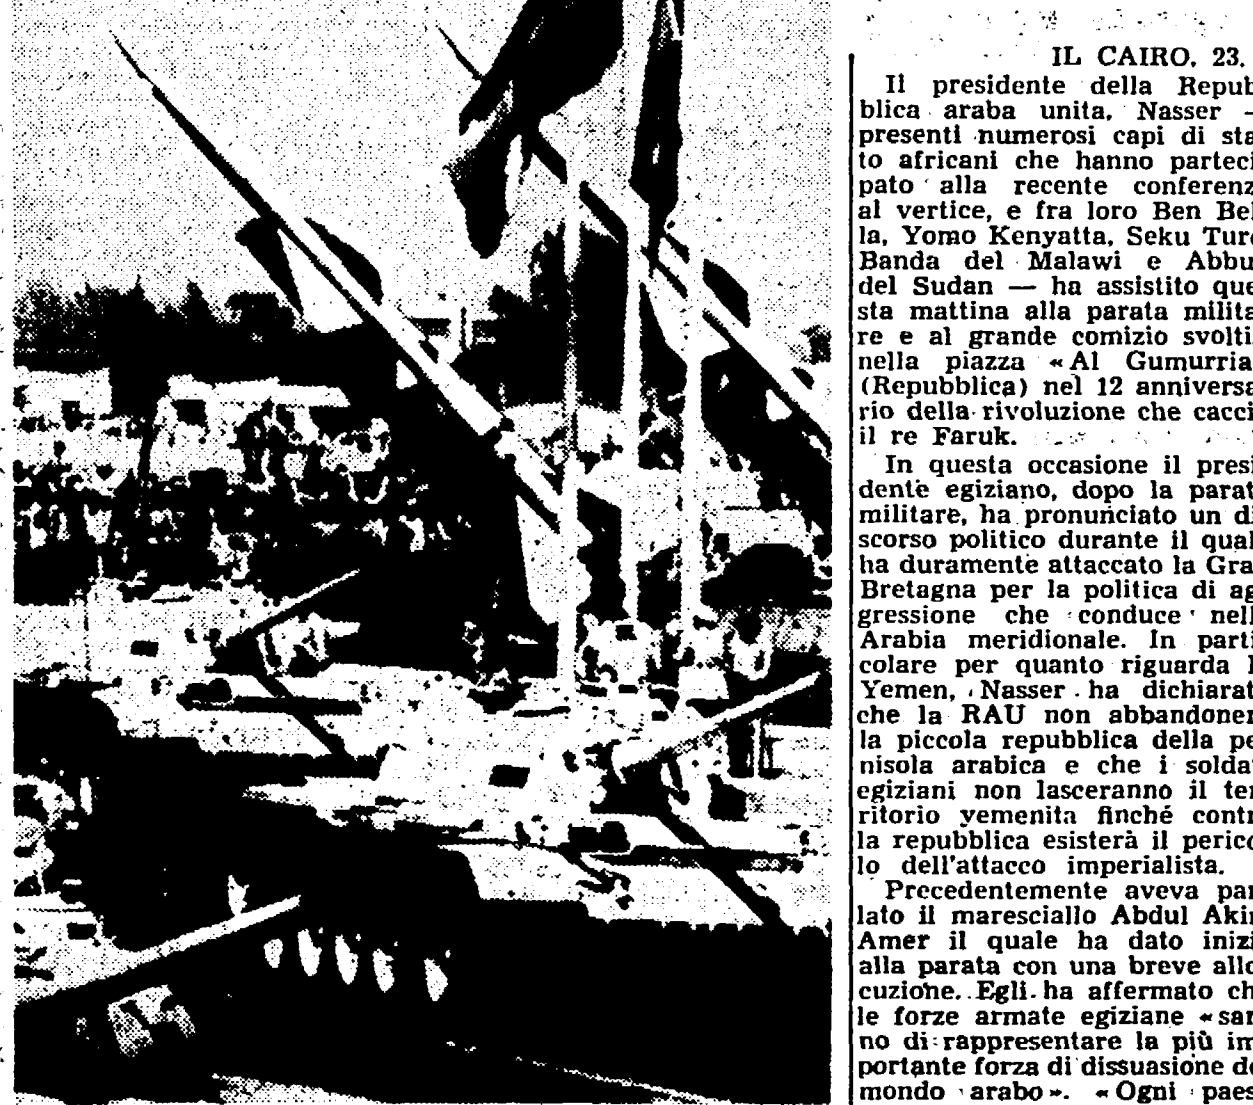 IL CAIRO, 23.
Il presidente della Repub
blica araba unita, Nasser -
presenti numerosi capi di sta
to africani che hanno parteci
pato alla recente conferenz
al vertice, e fra loro Ben Bel
la, Yomo Kenyatta, Seku Ture
Banda del Malawi e Abbu
del Sudan — ha assistito que
sta mattina alla parata milita
re e al grande comizio svolti
nella piazza «Al Gumurria
(Repubblica) nel 12 anniversa
rio della rivoluzione che cacci
il re Faruk.
In questa occasione il presi
dente egiziano, dopo la parat
militare, ha pronunciato un di
scorso politico durante il qual
ha duramente attaccato la Gra
Bretagna per la politica di ag
gressione che conduce nell
Arabia meridionale. In parti
colare per quanto riguarda l
Yemen, Nasser ha dichiarat
che la RAU non abbandoner
la piccola repubblica della pe
nisola arabica e che i solda
egiziani non lasceranno il ter
ritorio yemenita finché contr
la repubblica esisterà il perico
lo dell'attacco imperialista.
Precedentemente aveva par
lato il maresciallo Abdul Akim
Amer il quale ha dato inizi
alla parata con una breve allo
cuzione. Egli ha affermato ch
le forze armate egiziane «san
no di rappresentare la più im
portante forza di dissuasione de
mondo arabo». «Ogni paes